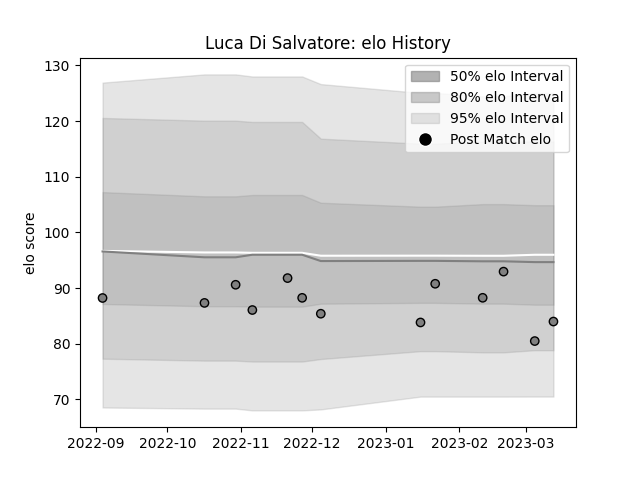 Luca Di Salvatore: elo History
50% elo Interval
80% elo Interval
95% elo Interval
Post Match elo
elo score
130
120
110
100
90
80
70
2022-09 2022-10 2022-11 2022-12 2023-01 2023-02 2023-03